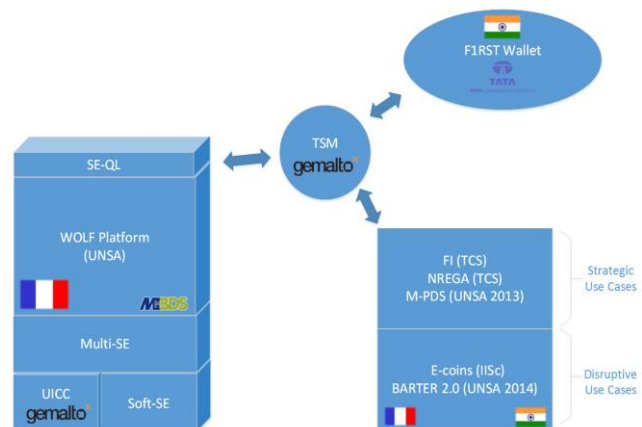 F1RST Wallet
TATA
TSM
gemalto
SE-QL
WOLF Platform
(UNSA)
MBDS
Multi-SE
UICC
gemalto
Soft-SE
FI (TCS)
NREGA (TCS)
M-PDS (UNSA 2013)
Strategic
Use Cases
E-coins (IISc)
BARTER 2.0 (UNSA 2014)
Disruptive
Use Cases